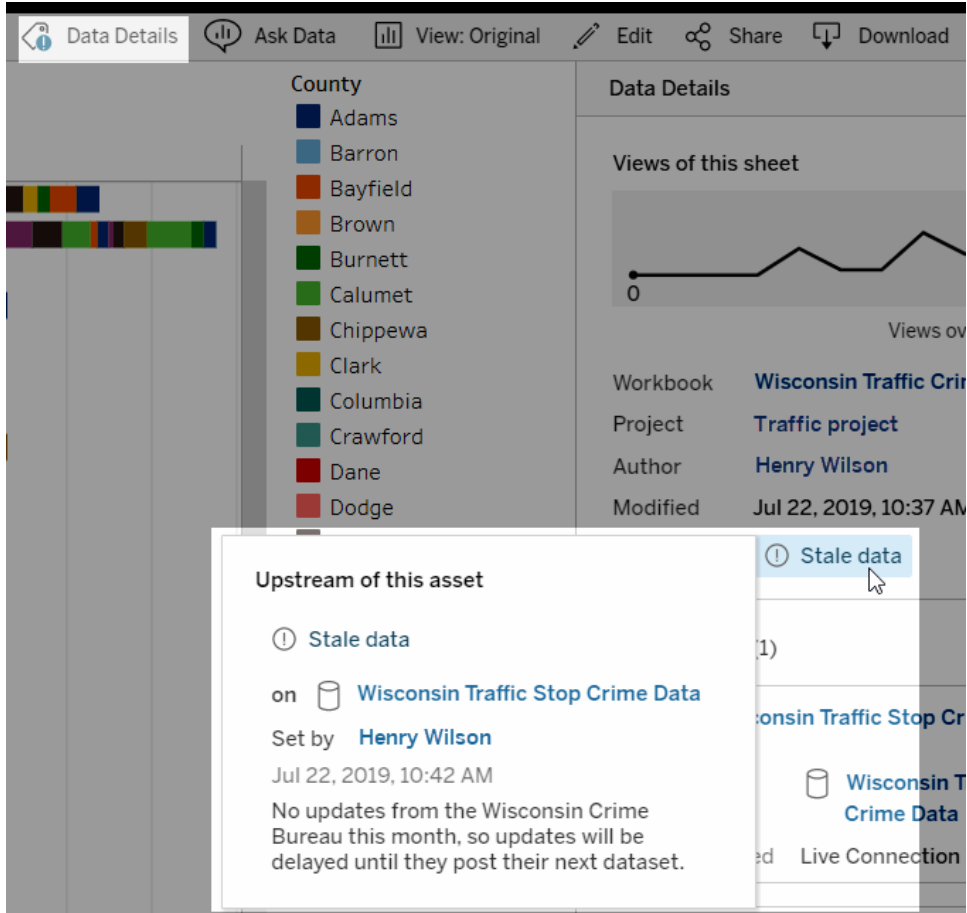 Data Details Ask Data View: Original Edit Share Download
County
Adams
Barron
Bayfield
Brown
Burnett
Calumet
Chippewa
Clark
Columbia
Crawford
Dane
Dodge
Data Details
Views of this sheet
0
Views
Workbook Wisconsin Traffic
Project Traffic project
Author Henry Wilson
Modified Jul 22, 2019, 10:37 AM
Stale data
Upstream of this asset
Stale data
on Wisconsin Traffic Stop Crime Data
Set by Henry Wilson
Jul 22, 2019, 10:42 AM
No updates from the Wisconsin Crime
Bureau this month, so updates will be
delayed until they post their next dataset.
(1)
Traffic Stop
Wisconsin
Crime Data
Live Connection